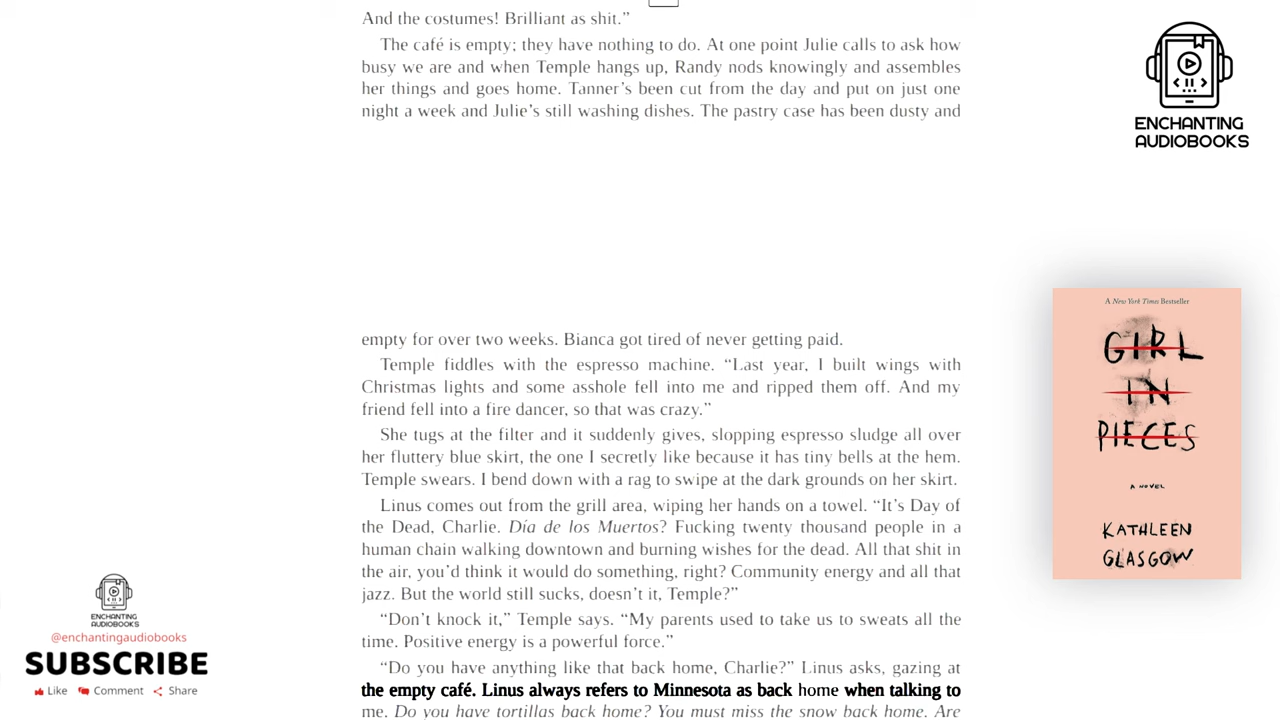 And the costumes! Brilliant as shit.”
The café is empty; they have nothing to do. At one point Julie calls to ask how
busy we are and when Temple hangs up, Randy nods knowingly and assembles
her things and goes home. Tanner’s been cut from the day and put on just one
night a week and Julie’s still washing dishes. The pastry case has been dusty and
empty for over two weeks. Bianca got tired of never getting paid.
Temple fiddles with the espresso machine. “Last year, I built wings with
Christmas lights and some asshole fell into me and ripped them off. And my
friend fell into a fire dancer, so that was crazy.”
She tugs at the filter and it suddenly gives, slopping espresso sludge all over
her fluttery blue skirt, the one I secretly like because it has tiny bells at the hem.
Temple swears. I bend down with a rag to swipe at the dark grounds on her skirt.
Linus comes out from the grill area, wiping her hands on a towel. “It’s Day of
the Dead, Charlie. Día de los Muertos? Fucking twenty thousand people in a
human chain walking downtown and burning wishes for the dead. All that shit in
the air, you’d think it would do something, right? Community energy and all that
jazz. But the world still sucks, doesn’t it, Temple?”
“Don’t knock it,” Temple says. “My parents used to take us to sweats all the
time. Positive energy is a powerful force.”
“Do you have anything like that back home, Charlie?” Linus asks, gazing at
the empty café. Linus always refers to Minnesota as back home when talking to
me. Do you have tortillas back home? You must miss the snow back home. Are
ENCHANTING
AUDIOBOOKS
A New York Times Bestseller
GIRL
IN
PIECES
A NOVEL
KATHLEEN
GLASGOW
ENCHANTING
AUDIOBOOKS
@enchantingaudiobooks
SUBSCRIBE
Like Comment Share